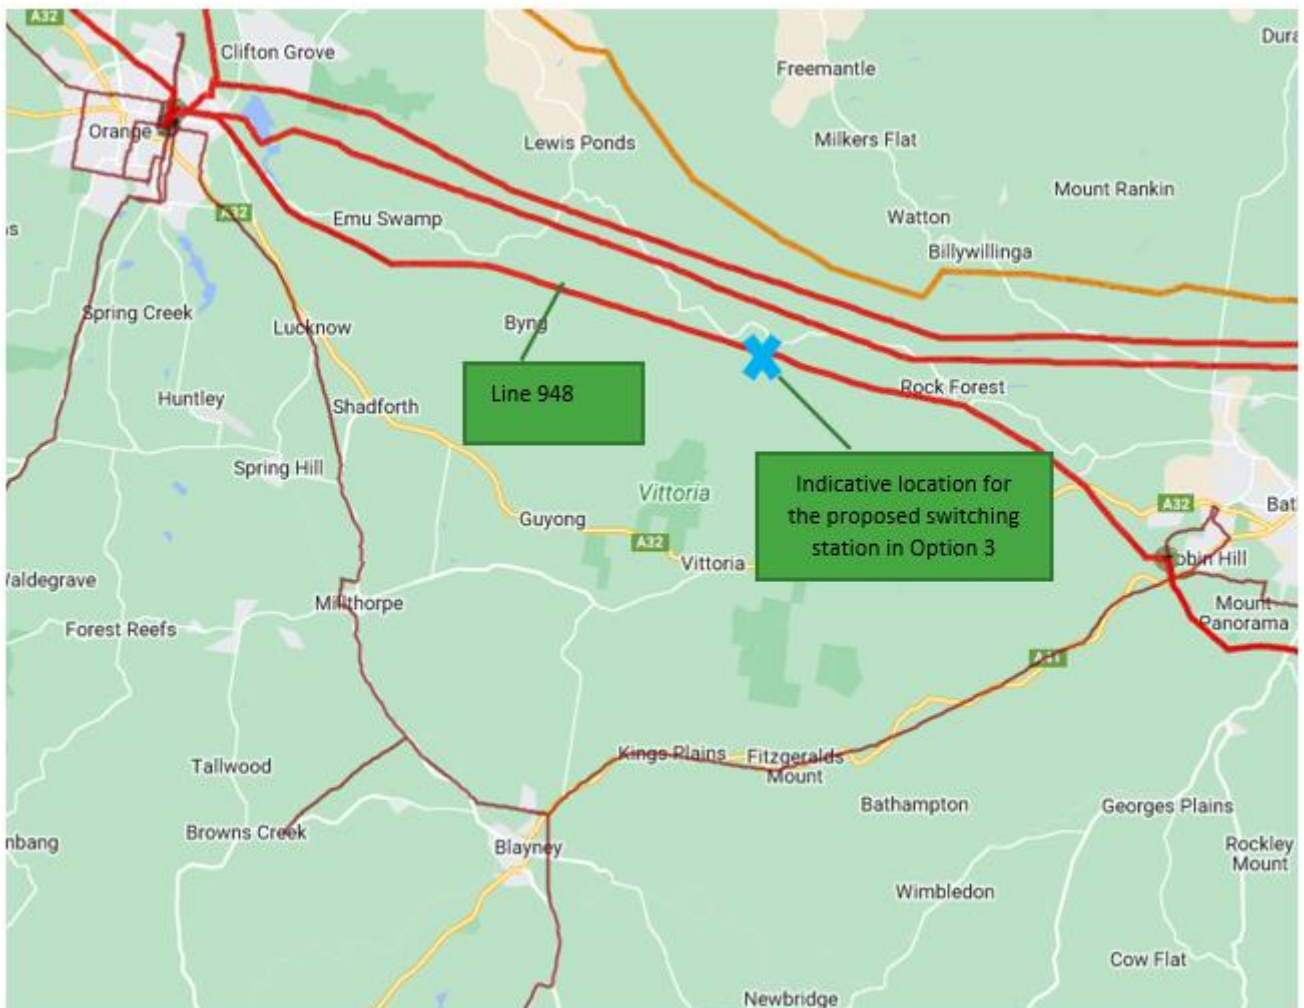 A32
Clifton Grove
Dura
Freemantle
Orange
Lewis Ponds
Milkers Flat
Mount Rankin
A32
Emu Swamp
Watton
ns
Billywillinga
Spring Creek
Lucknow
Byng
Line 948
Rock Forest
Huntley
Shadforth
Spring Hill
Indicative location for
the proposed switching
station in Option 3
Vittoria
A32
Bat
Guyong
A32
Vittoria
obin Hill
Waldegrave
Millthorpe
Mount
Panorama
Forest Reefs
A41
Kings Plains
Fitzgeralds
Mount
Tallwood
Bathampton
Georges Plains
Browns Creek
nbang
Blayney
Rockley
Mount
Wimbledon
Cow Flat
Newbridge